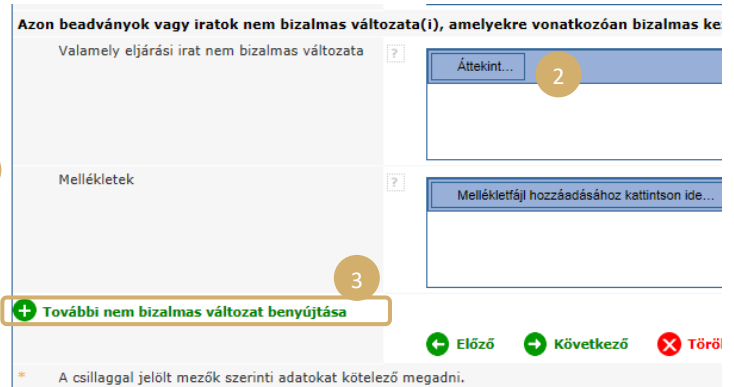 Azon beadványok vagy iratok nem bizalmas változata(i), amelyekre vonatkozóan bizalmas ke
Valamely eljárási irat nem bizalmas változata ?
Áttekint... 2
Mellékletek ?
Mellékletfájl hozzáadásához kattintson ide...
3
További nem bizalmas változat benyújtása
Előző Következő Töröl
* A csillaggal jelölt mezők szerinti adatokat kötelező megadni.